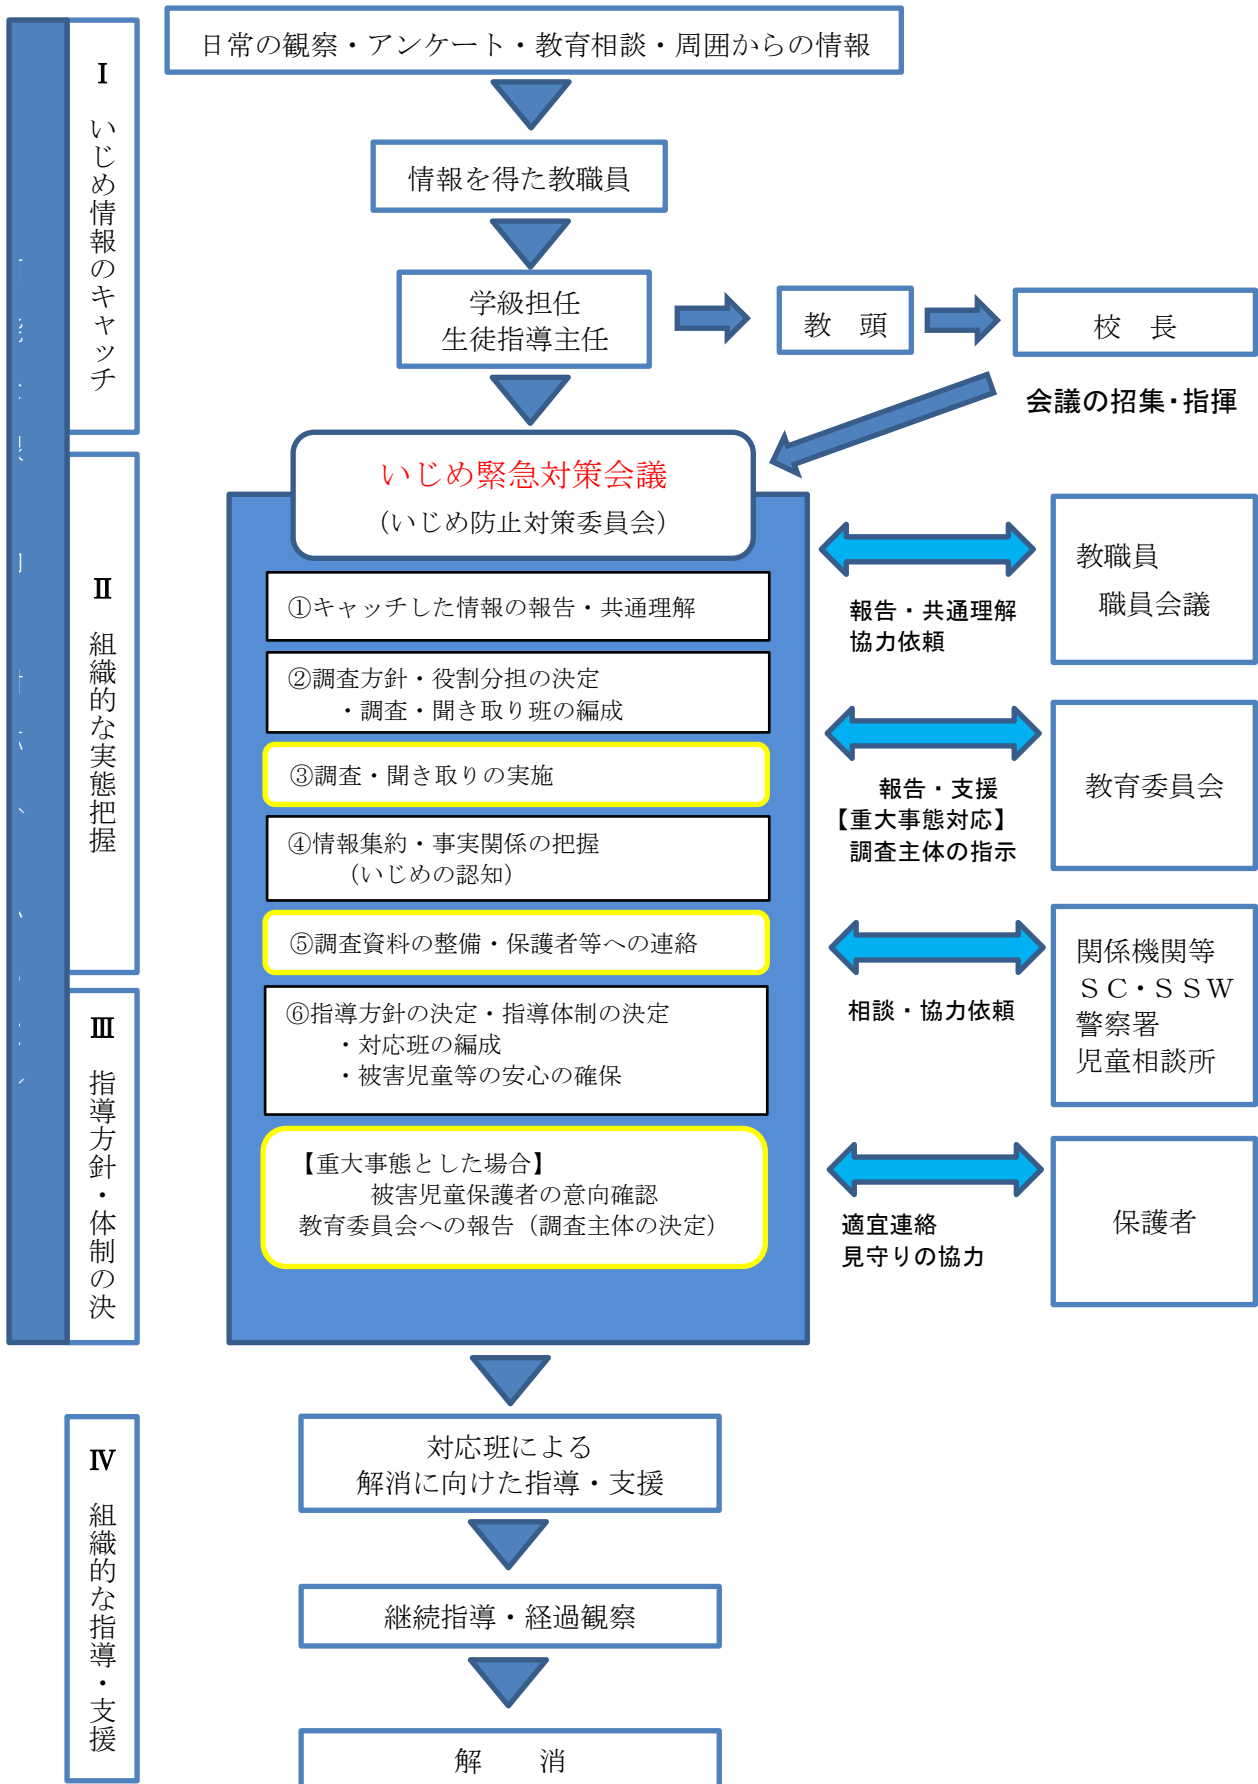 日常の観察・アンケート・教育相談・周囲からの情報
Ⅰ　いじめ情報のキャッチ
情報を得た教職員
学級担任
生徒指導主任
教　頭
校　長
会議の招集・指揮
Ⅱ　組織的な実態把握
いじめ緊急対策会議
（いじめ防止対策委員会）
①キャッチした情報の報告・共通理解
②調査方針・役割分担の決定
・調査・聞き取り班の編成
③調査・聞き取りの実施
④情報集約・事実関係の把握
（いじめの認知）
⑤調査資料の整備・保護者等への連絡
教職員
職員会議
報告・共通理解
協力依頼
教育委員会
報告・支援
【重大事態対応】
調査主体の指示
関係機関等
ＳＣ・ＳＳＷ
警察署
児童相談所
相談・協力依頼
Ⅲ　指導方針・体制の決
⑥指導方針の決定・指導体制の決定
・対応班の編成
・被害児童等の安心の確保
【重大事態とした場合】
被害児童保護者の意向確認
教育委員会への報告（調査主体の決定）
保護者
適宜連絡
見守りの協力
Ⅳ　組織的な指導・支援
対応班による
解消に向けた指導・支援
継続指導・経過観察
解　　消